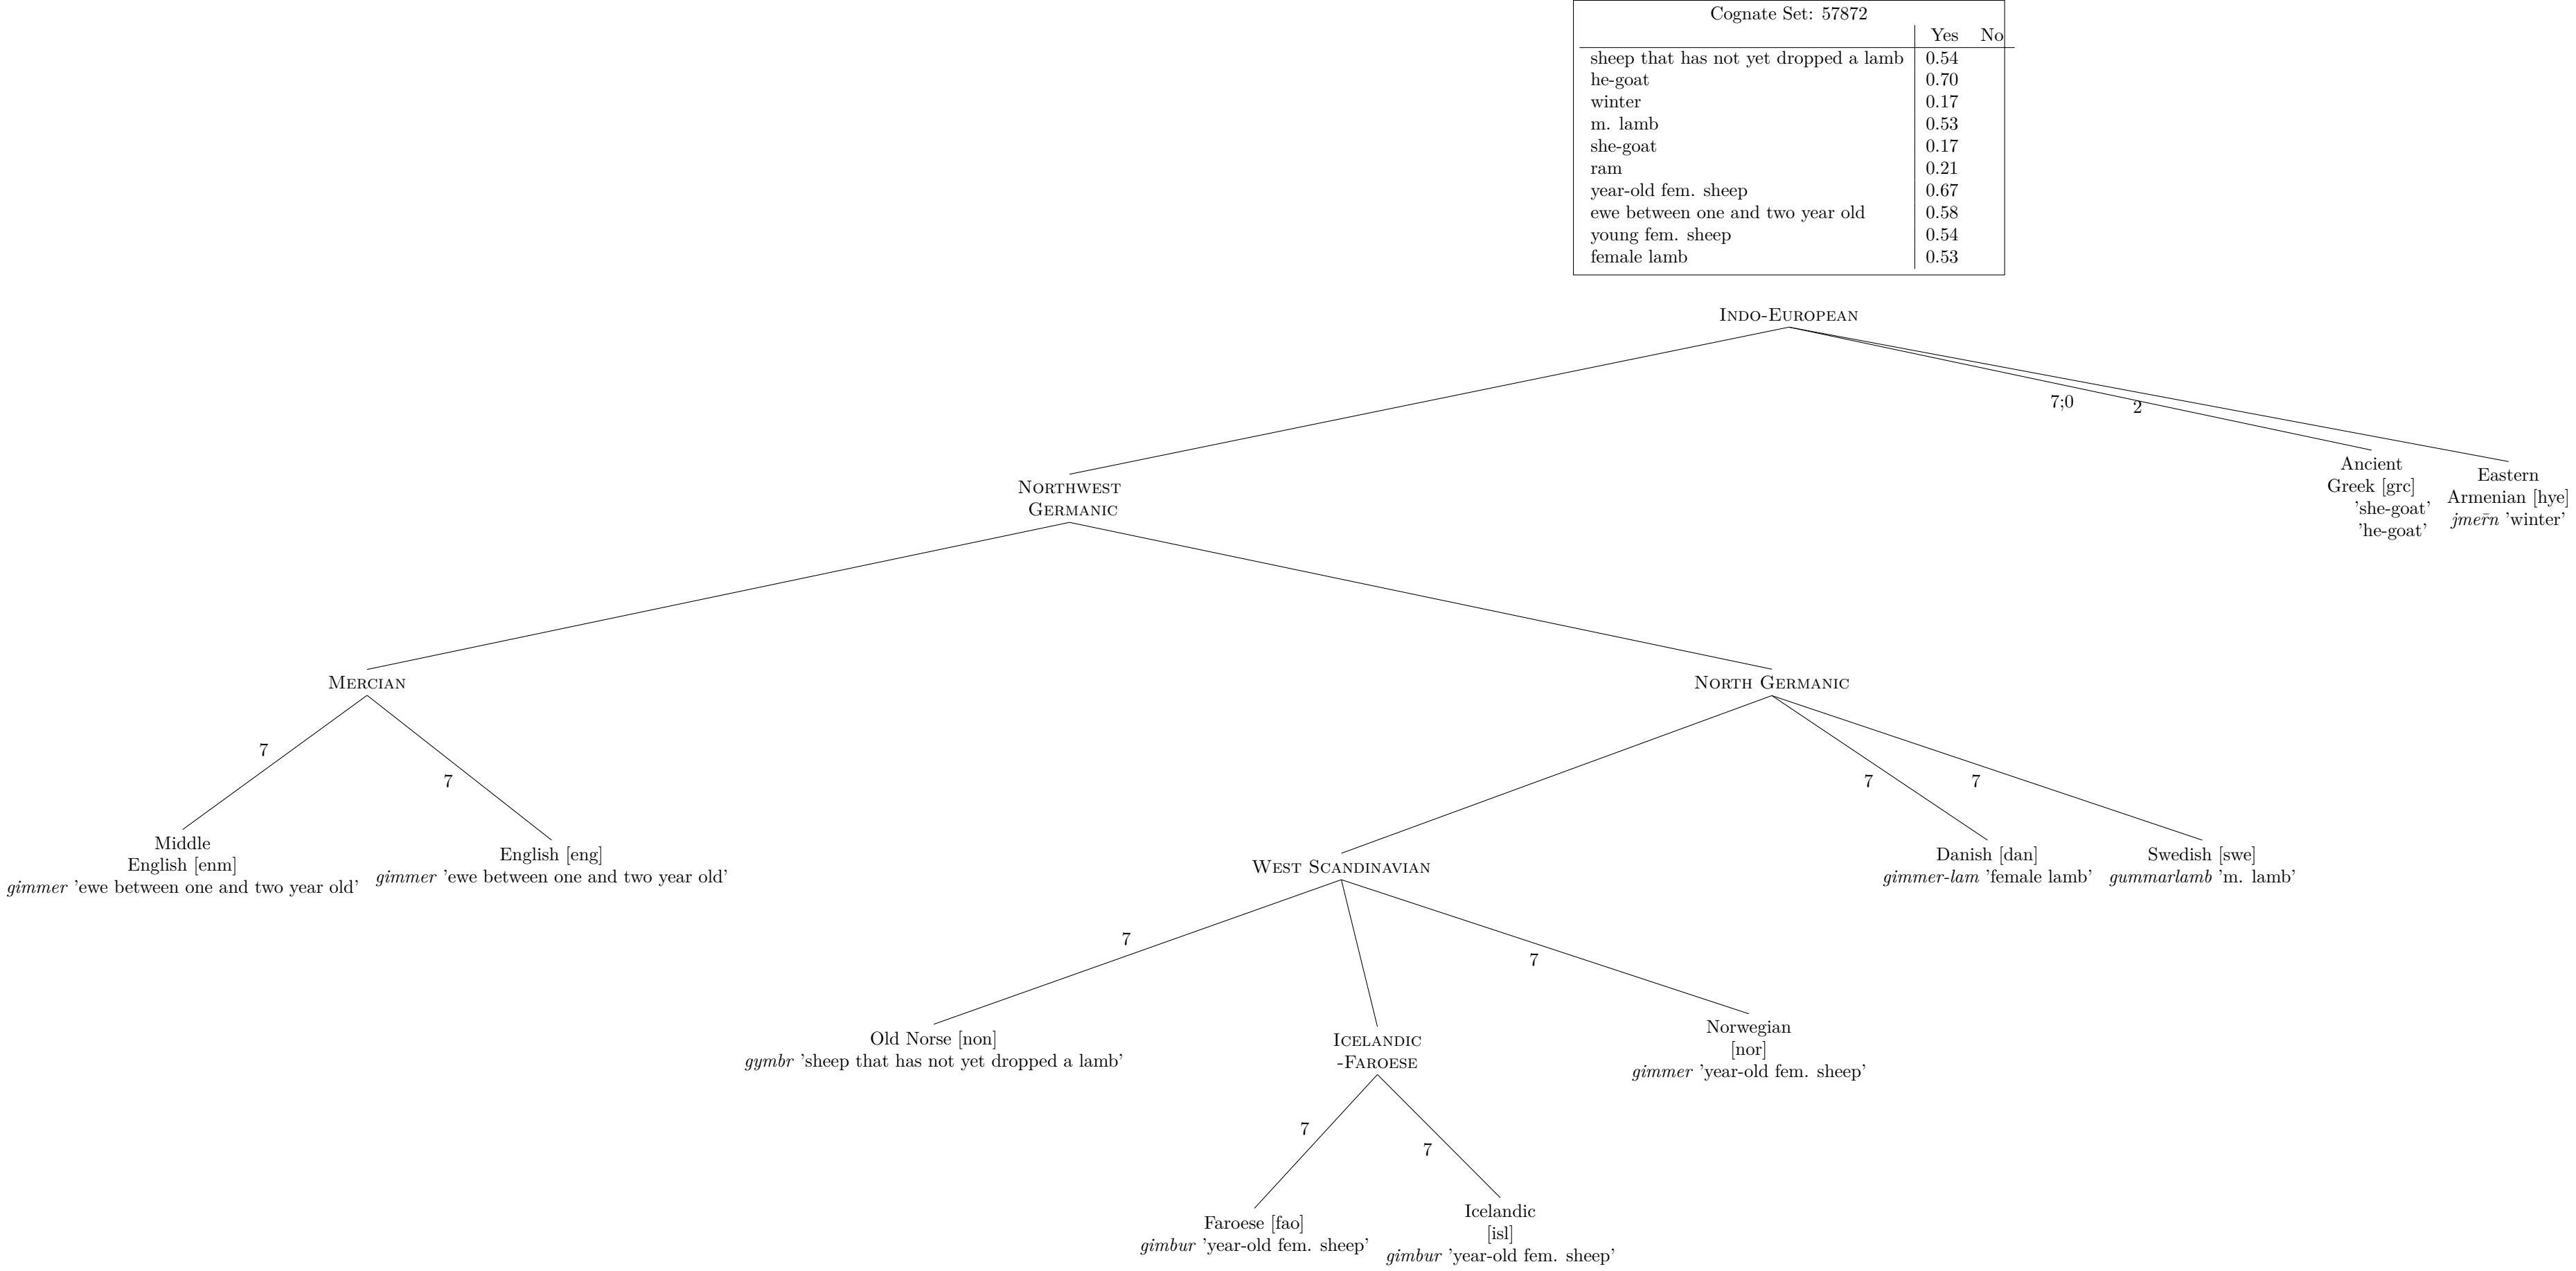 Cognate Set: 57872
Yes No
sheep that has not yet dropped a lamb 0.54
he-goat 0.70
winter 0.17
m. lamb 0.53
she-goat 0.17
ram 0.21
year-old fem. sheep 0.67
ewe between one and two year old 0.58
young fem. sheep 0.54
female lamb 0.53
Indo-European
7;0
2
Northwest
Germanic
Ancient
Greek [grc]
'she-goat'
'he-goat'
Eastern
Armenian [hye]
jmer̄n 'winter'
Mercian
North Germanic
7
7
7
7
Middle
English [enm]
gimmer 'ewe between one and two year old'
English [eng]
gimmer 'ewe between one and two year old'
West Scandinavian
Danish [dan]
gimmer-lam 'female lamb'
Swedish [swe]
gummarlamb 'm. lamb'
7
7
Old Norse [non]
gymbr 'sheep that has not yet dropped a lamb'
Icelandic
-Faroese
Norwegian
[nor]
gimmer 'year-old fem. sheep'
7
7
Faroese [fao]
gimbur 'year-old fem. sheep'
Icelandic
[isl]
gimbur 'year-old fem. sheep'